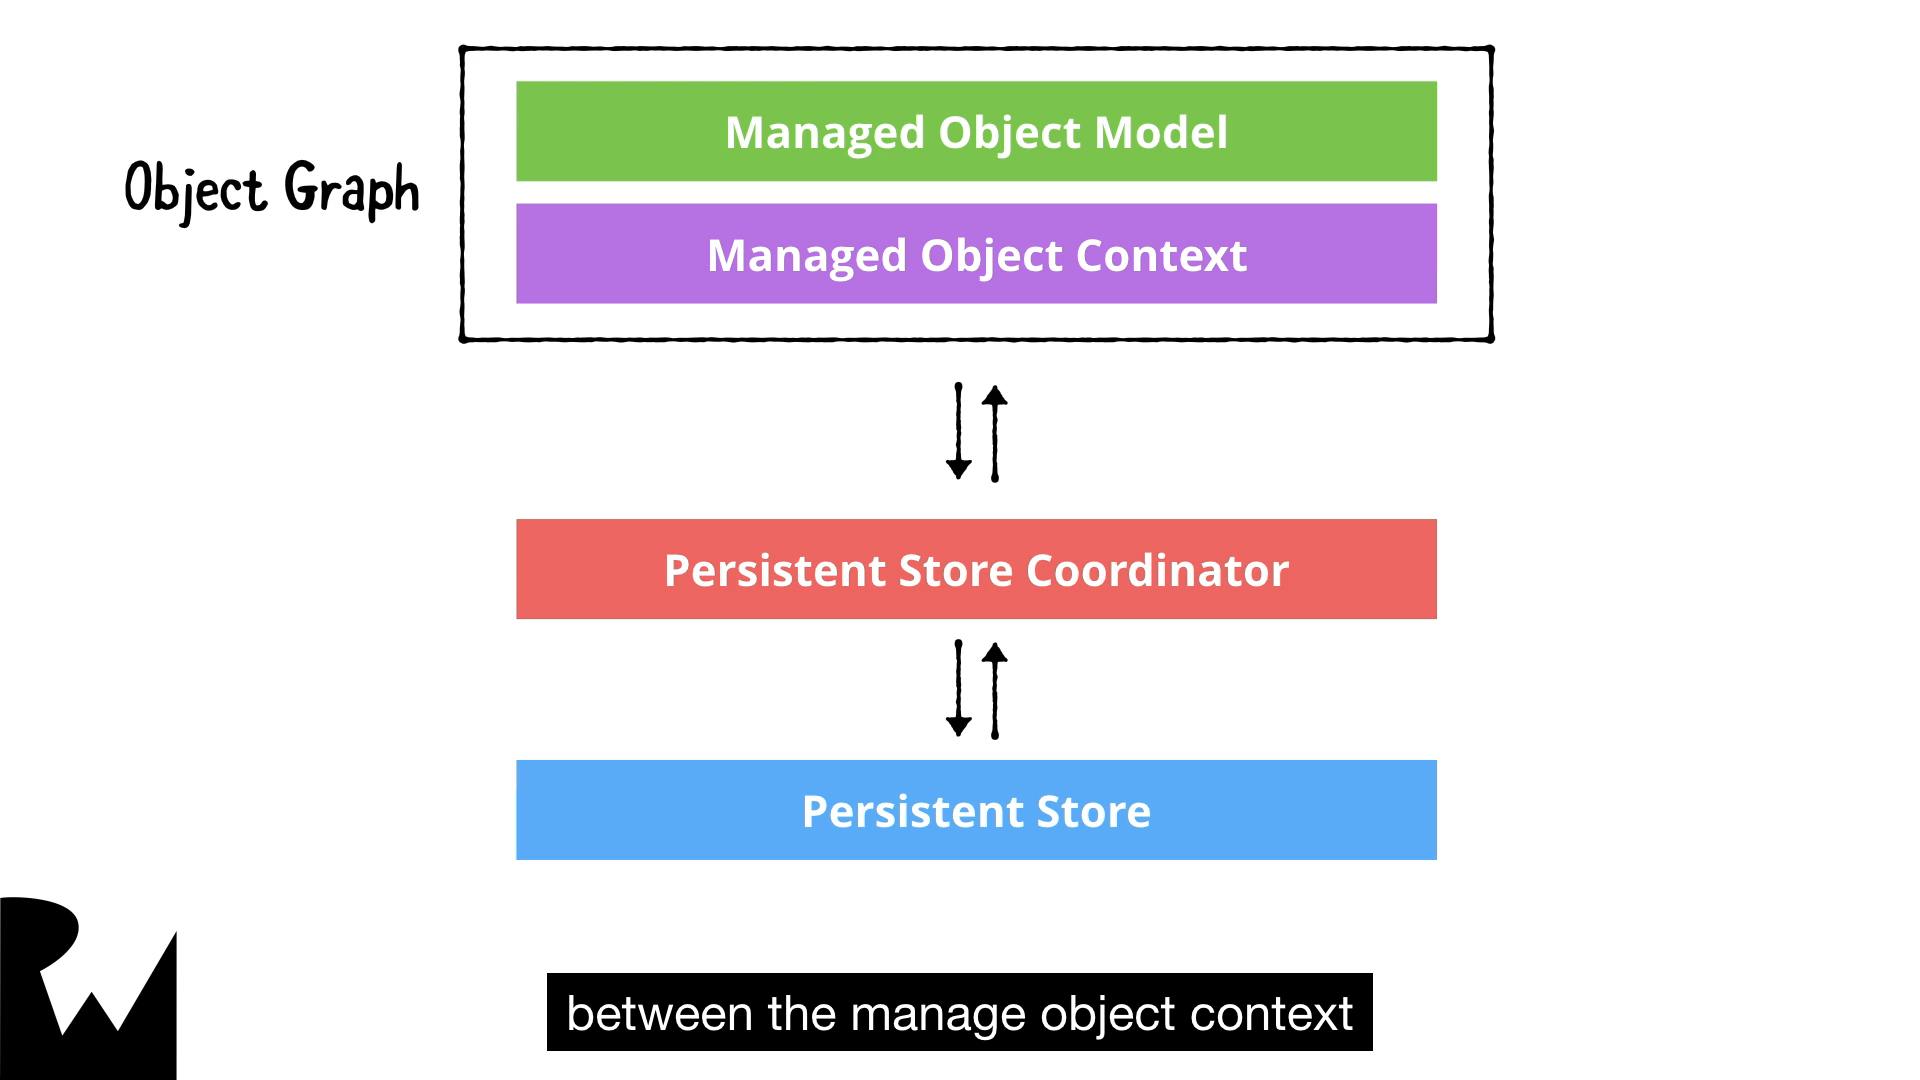 Object Graph
Managed Object Model
Managed Object Context
Persistent Store Coordinator
Persistent Store
between the manage object context